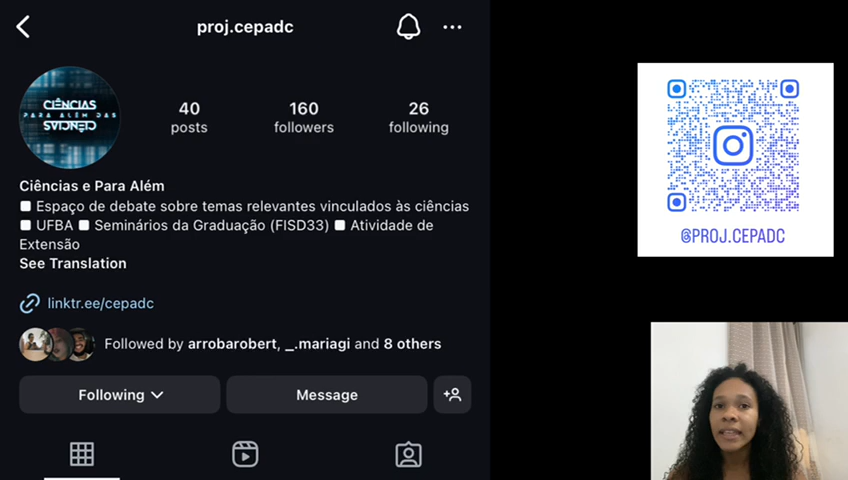 proj.cepadc
CIÊNCIAS
PARA ALÉM DAS
CIÊNCIAS
40
posts
160
followers
26
following
Ciências e Para Além
Espaço de debate sobre temas relevantes vinculados às ciências
UFBA Seminários da Graduação (FISD33) Atividade de
Extensão
See Translation
linktr.ee/cepadc
Followed by arrobarobert, _.mariagi and 8 others
Following
Message
@PROJ.CEPADC